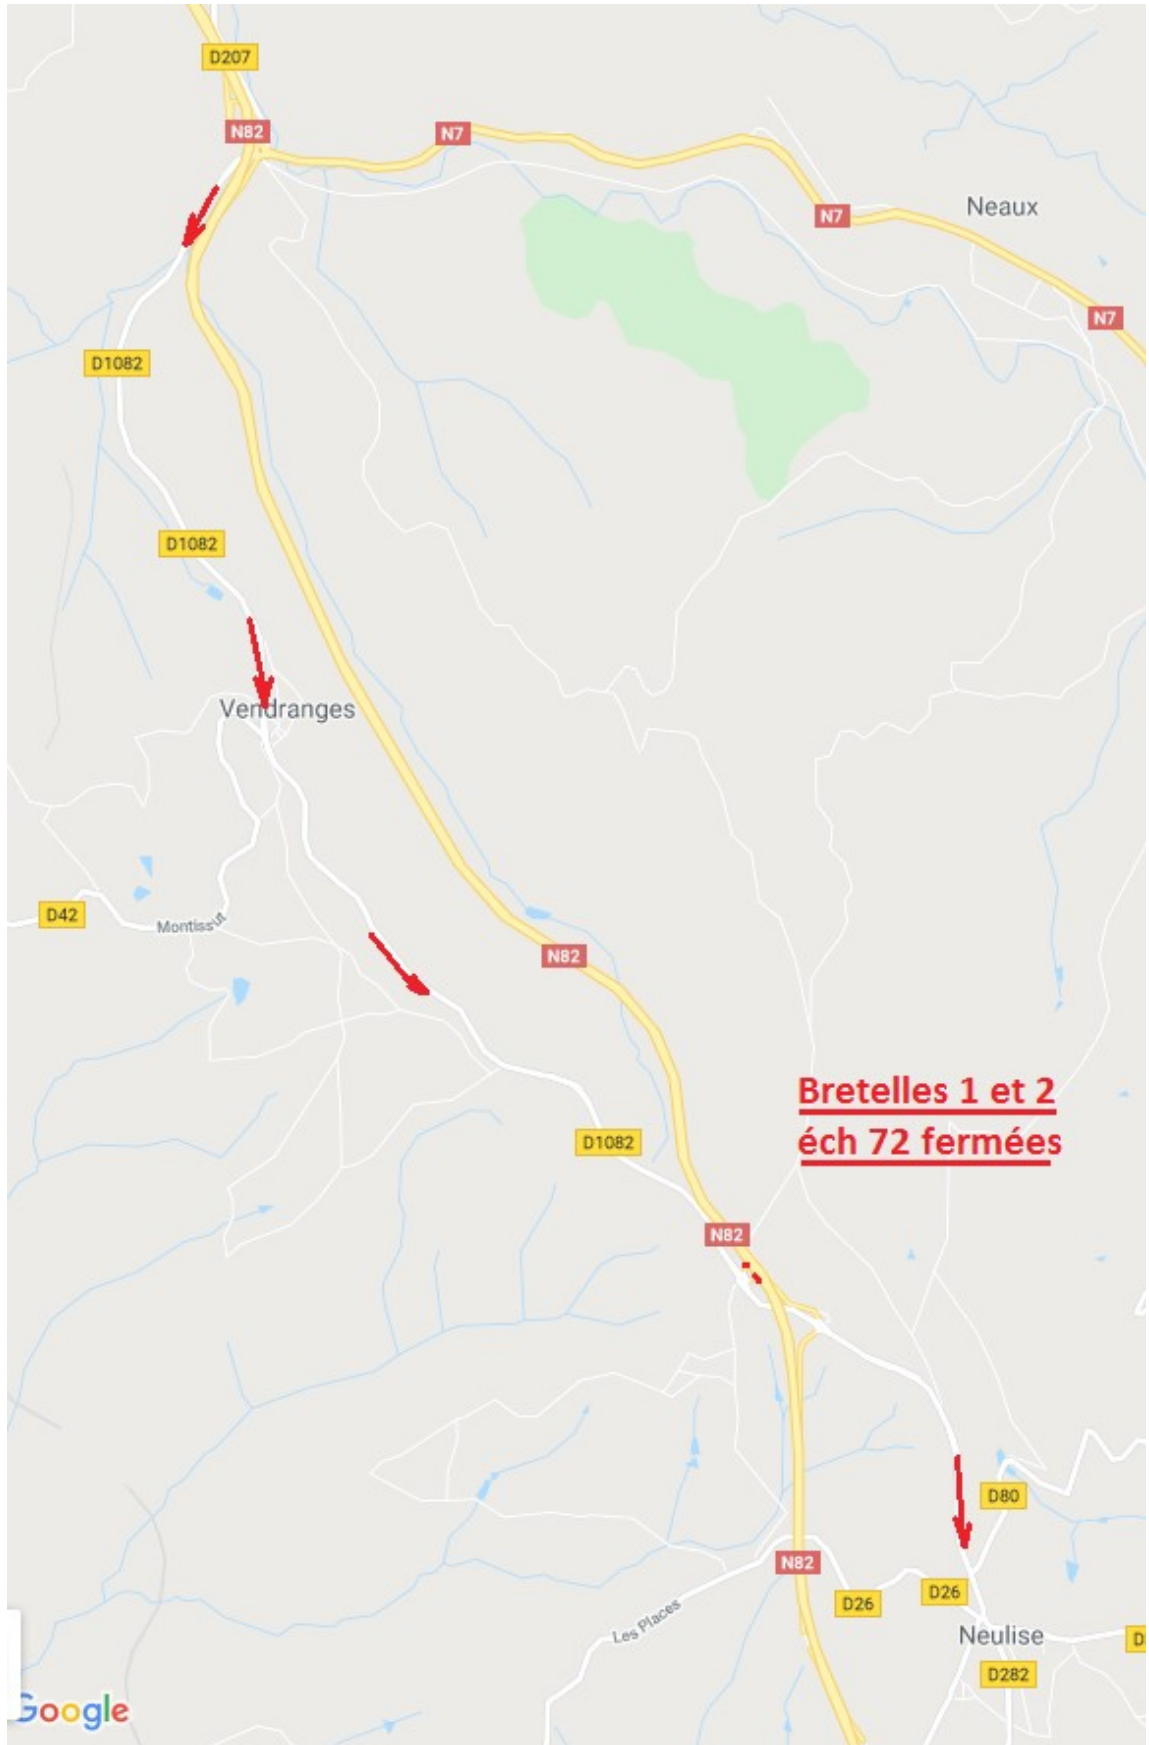 D207
N82
N7
N7
Neaux
N7
D1082
D1082
Vendranges
D42
Montissut
N82
Bretelles 1 et 2
éch 72 fermées
D1082
N82
D80
N82
D26
D26
Les Places
Neulise
D282
Google